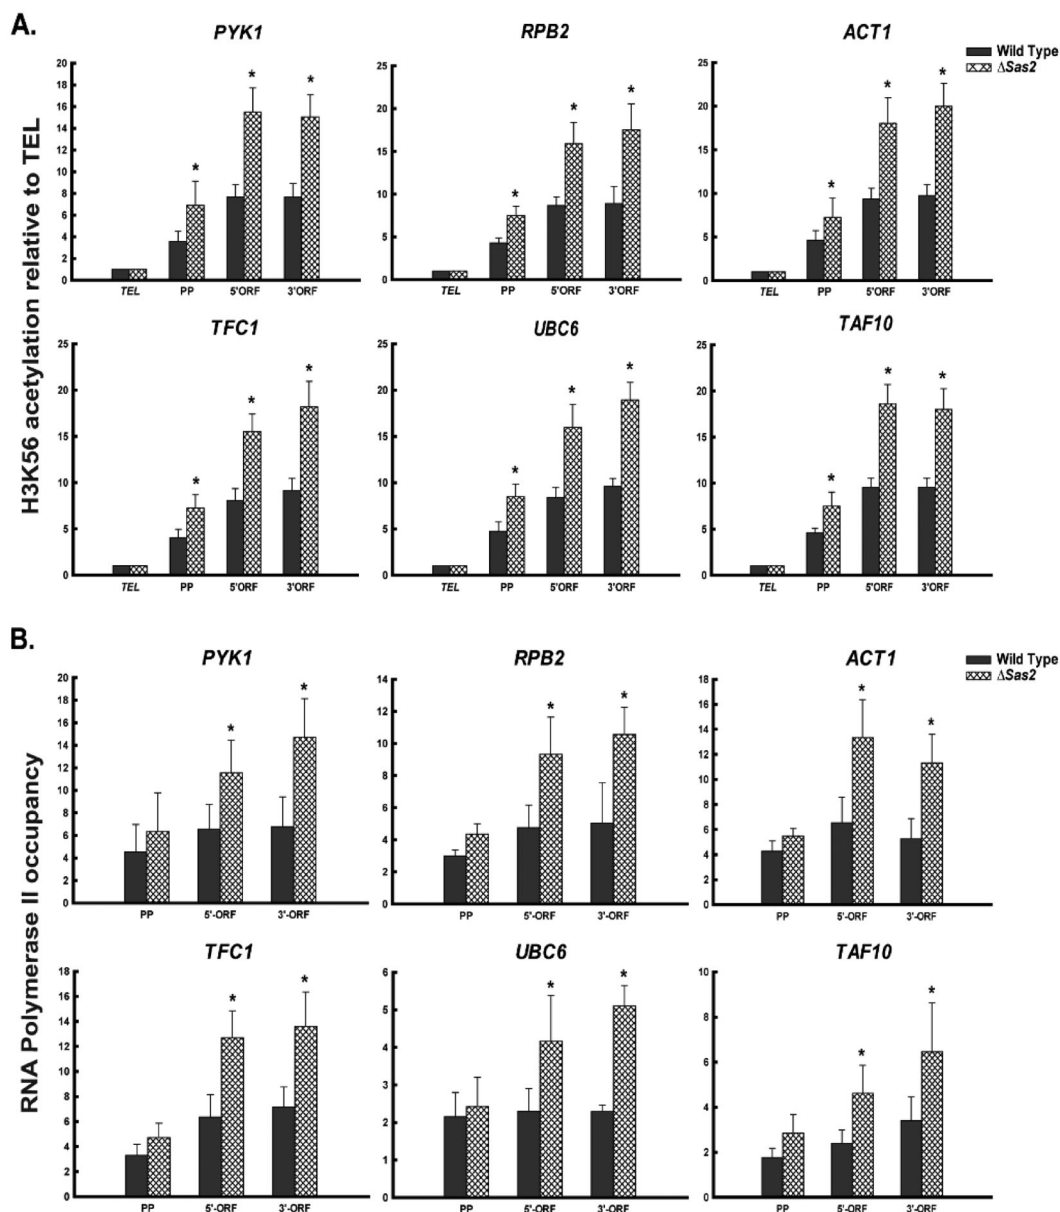 A.
H3K56 acetylation relative to TEL
PYK1
20
18
16
14
12
10
8
6
4
2
0
TEL PP 5'ORF 3'ORF
RPB2
25
20
15
10
5
0
TEL PP 5'ORF 3'ORF
ACT1
25
20
15
10
5
0
TEL PP 5'ORF 3'ORF
Wild Type
ΔSas2
* * *
* * *
* * *
TFC1
25
20
15
10
5
0
TEL PP 5'ORF 3'ORF
UBC6
25
20
15
10
5
0
TEL PP 5'ORF 3'ORF
TAF10
25
20
15
10
5
0
TEL PP 5'ORF 3'ORF
* * *
* * *
* * *
B.
RNA Polymerase II occupancy
PYK1
20
18
16
14
12
10
8
6
4
2
0
PP 5'-ORF 3'-ORF
RPB2
14
12
10
8
6
4
2
0
PP 5'-ORF 3'-ORF
ACT1
18
16
14
12
10
8
6
4
2
0
PP 5'-ORF 3'-ORF
Wild Type
ΔSas2
* *
* *
* *
TFC1
18
16
14
12
10
8
6
4
2
0
PP 5'-ORF 3'-ORF
UBC6
6
5
4
3
2
1
0
PP 5'-ORF 3'-ORF
TAF10
10
8
6
4
2
0
PP 5'-ORF 3'-ORF
* *
* *
* *